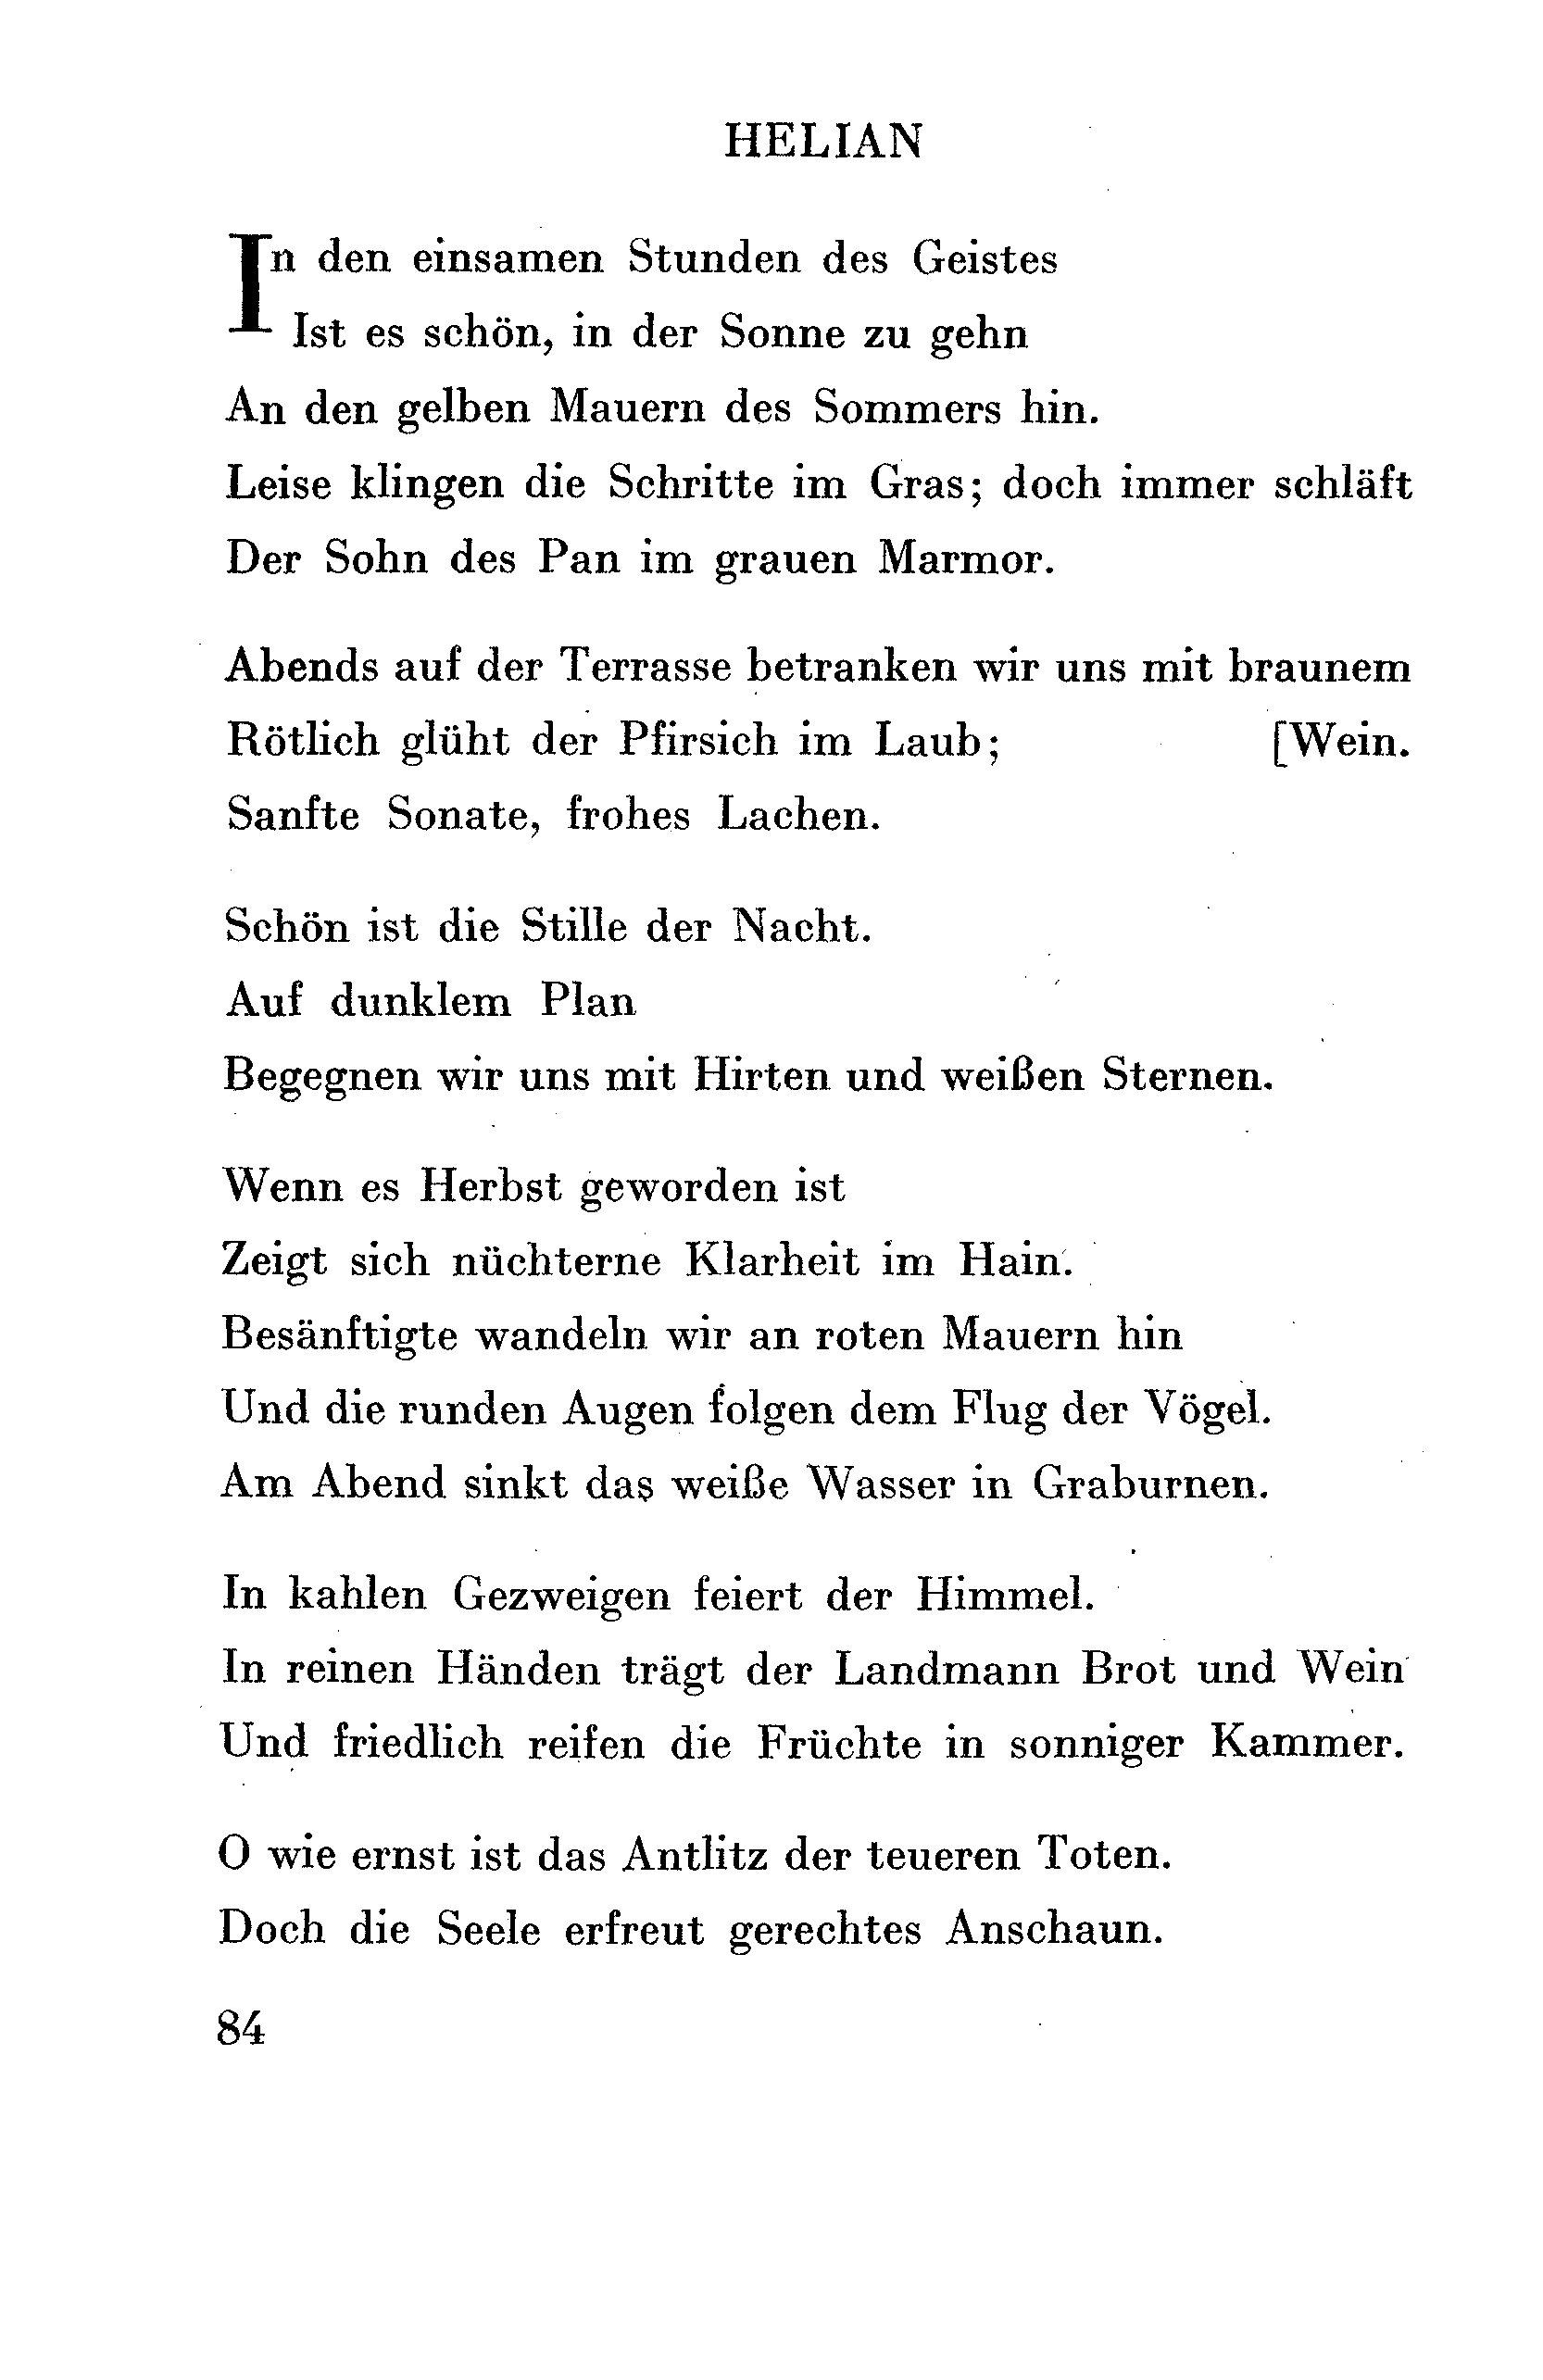 HELIAN
In den einsamen Stunden des Geistes
Ist es schön, in der Sonne zu gehn
An den gelben Mauern des Sommers hin.
Leise klingen die Schritte im Gras; doch immer schläft
Der Sohn des Pan im grauen Marmor.
Abends auf der Terrasse betranken wir uns mit braunem
Rötlich glüht der Pfirsich im Laub; [Wein.
Sanfte Sonate, frohes Lachen.
Schön ist die Stille der Nacht.
Auf dunklem Plan
Begegnen wir uns mit Hirten und weißen Sternen.
Wenn es Herbst geworden ist
Zeigt sich nüchterne Klarheit im Hain.
Besänftigte wandeln wir an roten Mauern hin
Und die runden Augen folgen dem Flug der Vögel.
Am Abend sinkt das weiße Wasser in Graburnen.
In kahlen Gezweigen feiert der Himmel.
In reinen Händen trägt der Landmann Brot und Wein
Und friedlich reifen die Früchte in sonniger Kammer.
O wie ernst ist das Antlitz der teueren Toten.
Doch die Seele erfreut gerechtes Anschaun.
84